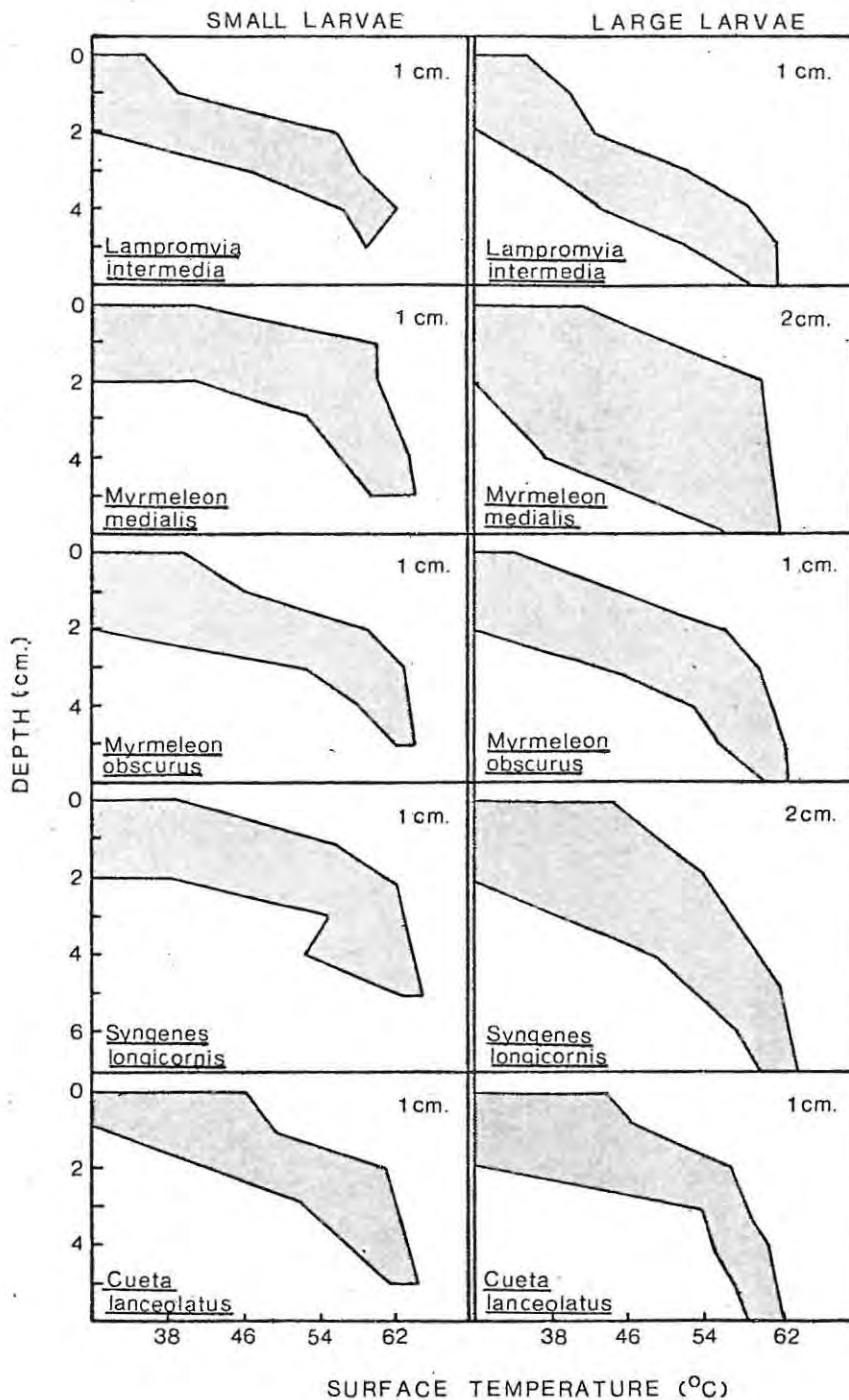 SMALL LARVAE
LARGE LARVAE
0
2
4
1 cm.
Lampromyia
intermedia
1 cm.
Lampromyia
intermedia
0
2
4
1 cm.
Myrmeleon
medialis
2cm.
Myrmeleon
medialis
0
2
4
1 cm.
Myrmeleon
obscurus
1 cm.
Myrmeleon
obscurus
DEPTH (cm.)
0
2
4
6
1 cm.
Syngenes
longicornis
2cm.
Syngenes
longicornis
0
2
4
1 cm.
Cueta
lanceolatus
1 cm.
Cueta
lanceolatus
38 46 54 62
38 46 54 62
SURFACE TEMPERATURE (°C)